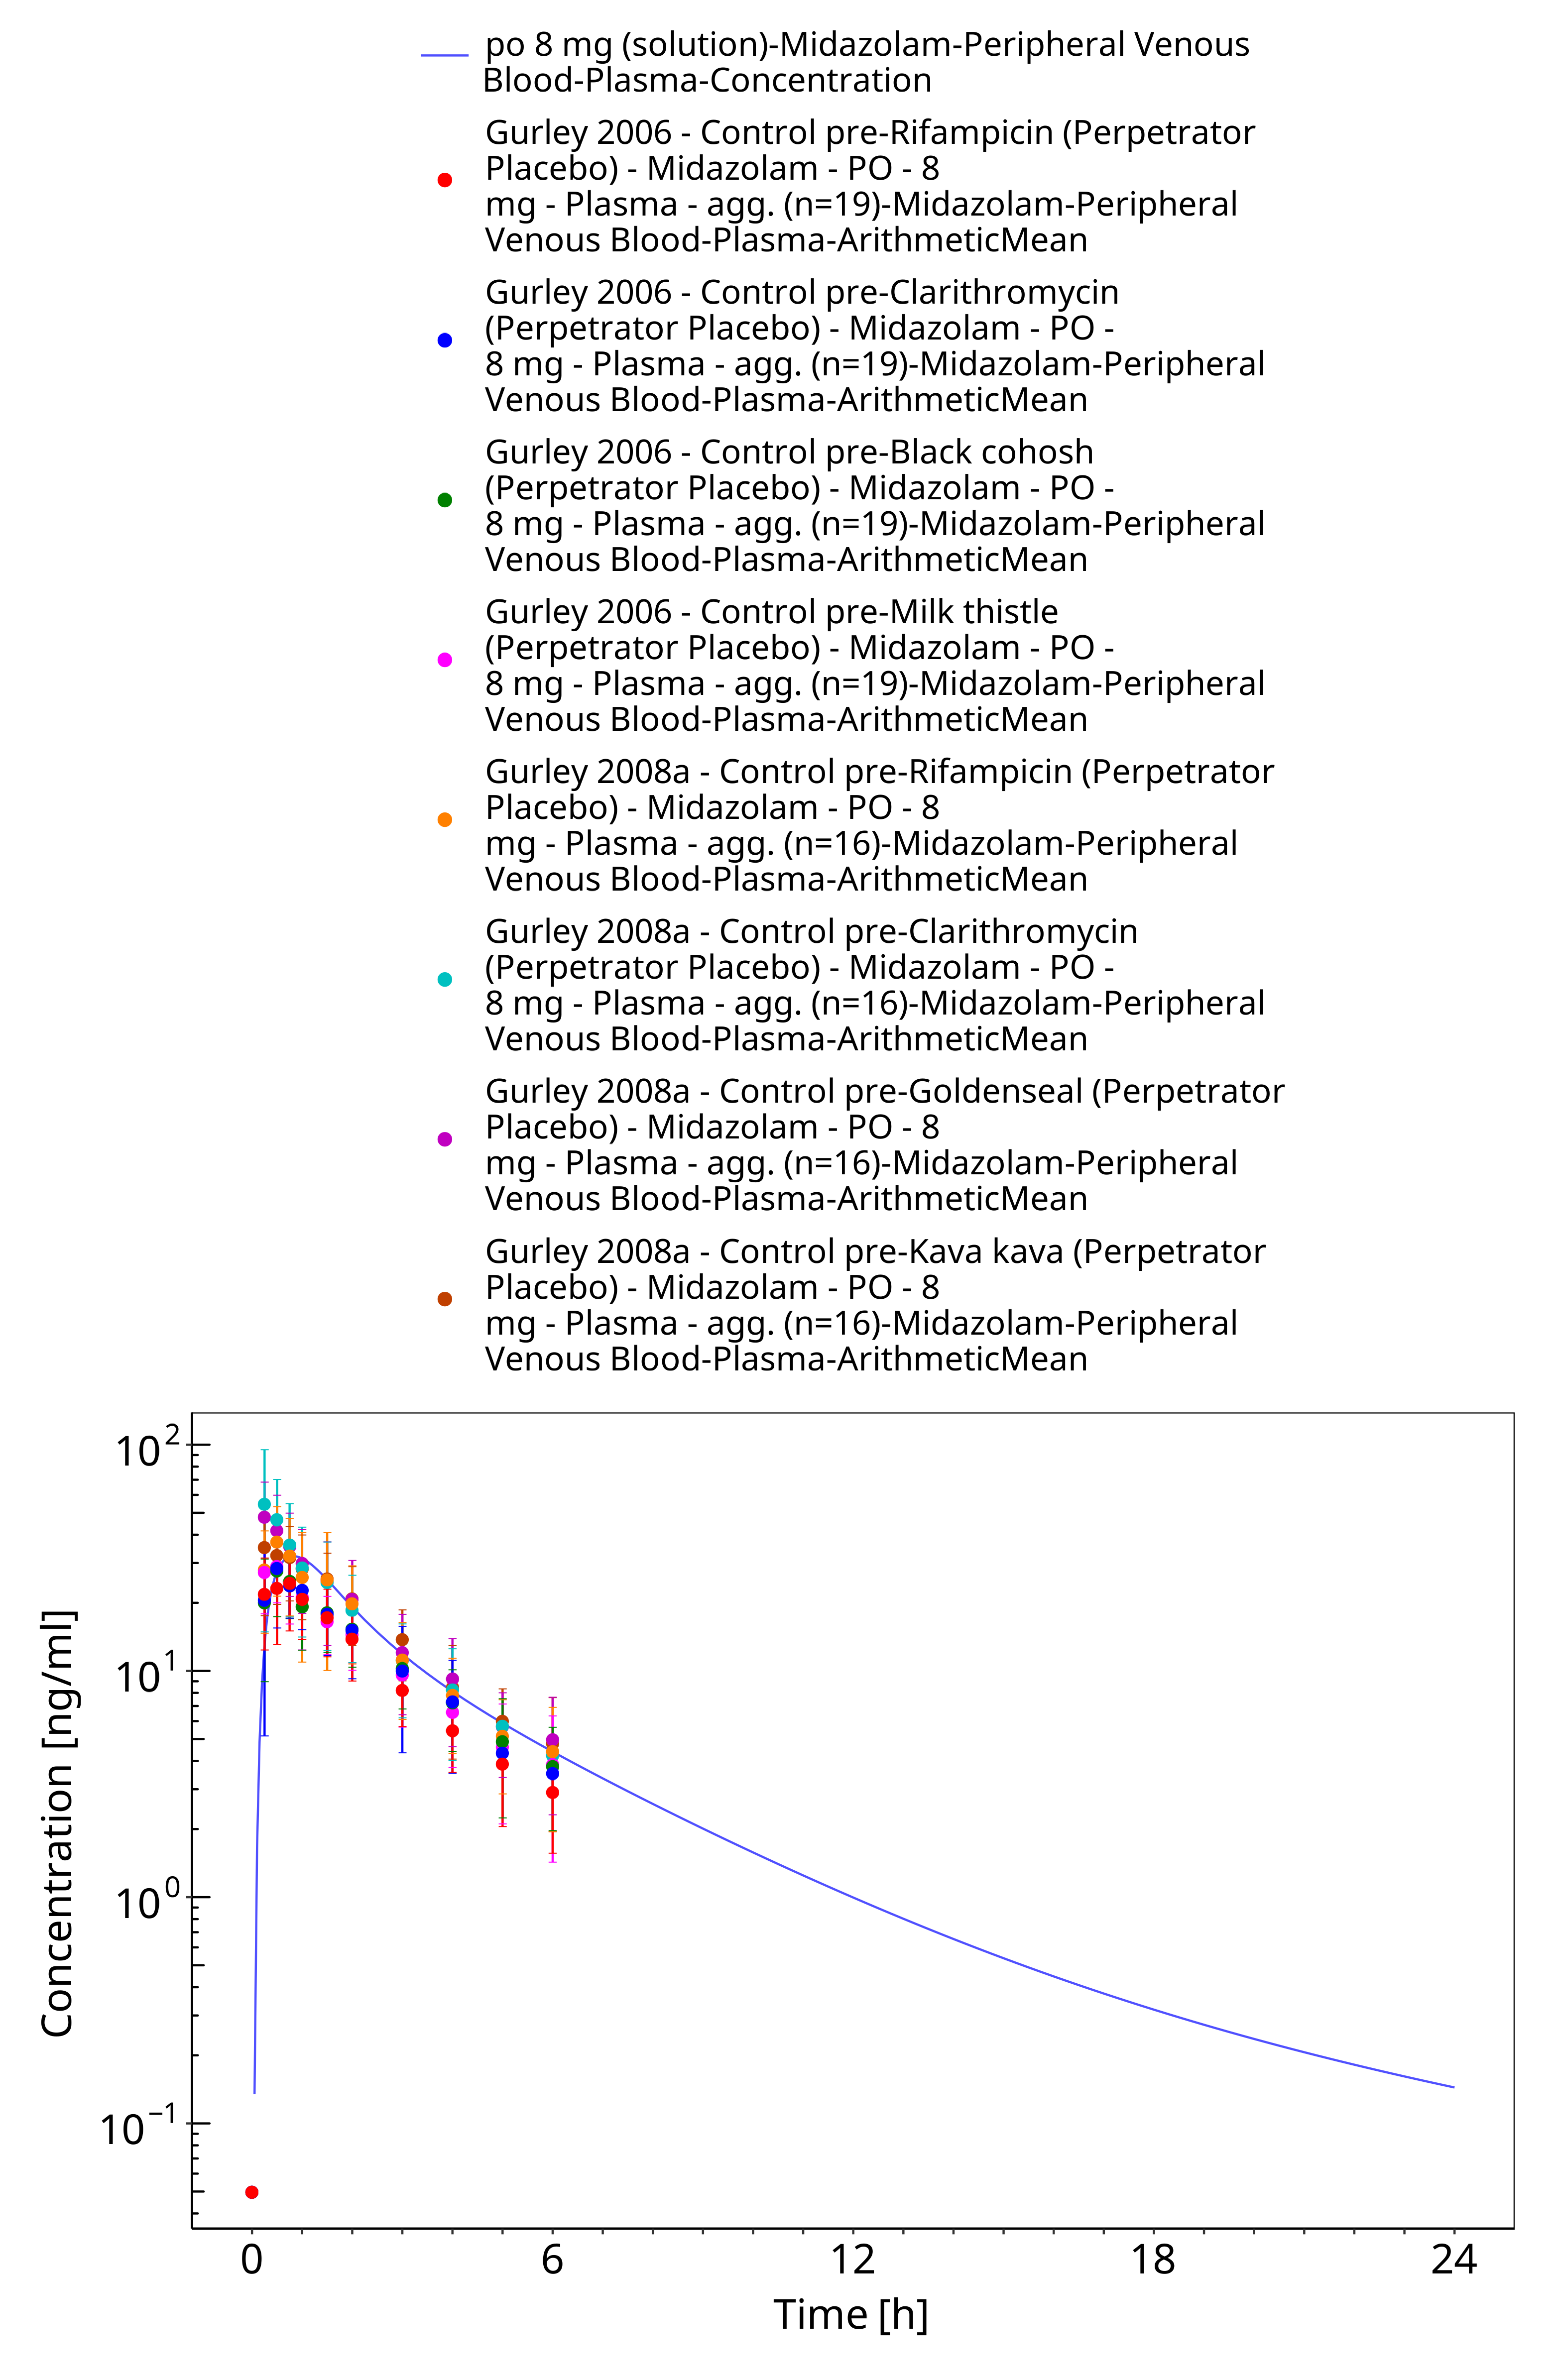 po 8 mg (solution)-Midazolam-Peripheral Venous
Blood-Plasma-Concentration
Gurley 2006 - Control pre-Rifampicin (Perpetrator
Placebo) - Midazolam - PO - 8
mg - Plasma - agg. (n=19)-Midazolam-Peripheral
Venous Blood-Plasma-ArithmeticMean
Gurley 2006 - Control pre-Clarithromycin
(Perpetrator Placebo) - Midazolam - PO -
8 mg - Plasma - agg. (n=19)-Midazolam-Peripheral
Venous Blood-Plasma-ArithmeticMean
Gurley 2006 - Control pre-Black cohosh
(Perpetrator Placebo) - Midazolam - PO -
8 mg - Plasma - agg. (n=19)-Midazolam-Peripheral
Venous Blood-Plasma-ArithmeticMean
Gurley 2006 - Control pre-Milk thistle
(Perpetrator Placebo) - Midazolam - PO -
8 mg - Plasma - agg. (n=19)-Midazolam-Peripheral
Venous Blood-Plasma-ArithmeticMean
Gurley 2008a - Control pre-Rifampicin (Perpetrator
Placebo) - Midazolam - PO - 8
mg - Plasma - agg. (n=16)-Midazolam-Peripheral
Venous Blood-Plasma-ArithmeticMean
Gurley 2008a - Control pre-Clarithromycin
(Perpetrator Placebo) - Midazolam - PO -
8 mg - Plasma - agg. (n=16)-Midazolam-Peripheral
Venous Blood-Plasma-ArithmeticMean
Gurley 2008a - Control pre-Goldenseal (Perpetrator
Placebo) - Midazolam - PO - 8
mg - Plasma - agg. (n=16)-Midazolam-Peripheral
Venous Blood-Plasma-ArithmeticMean
Gurley 2008a - Control pre-Kava kava (Perpetrator
Placebo) - Midazolam - PO - 8
mg - Plasma - agg. (n=16)-Midazolam-Peripheral
Venous Blood-Plasma-ArithmeticMean
10²
10¹
10⁰
10⁻¹
Concentration [ng/ml]
0 6 12 18 24
Time [h]